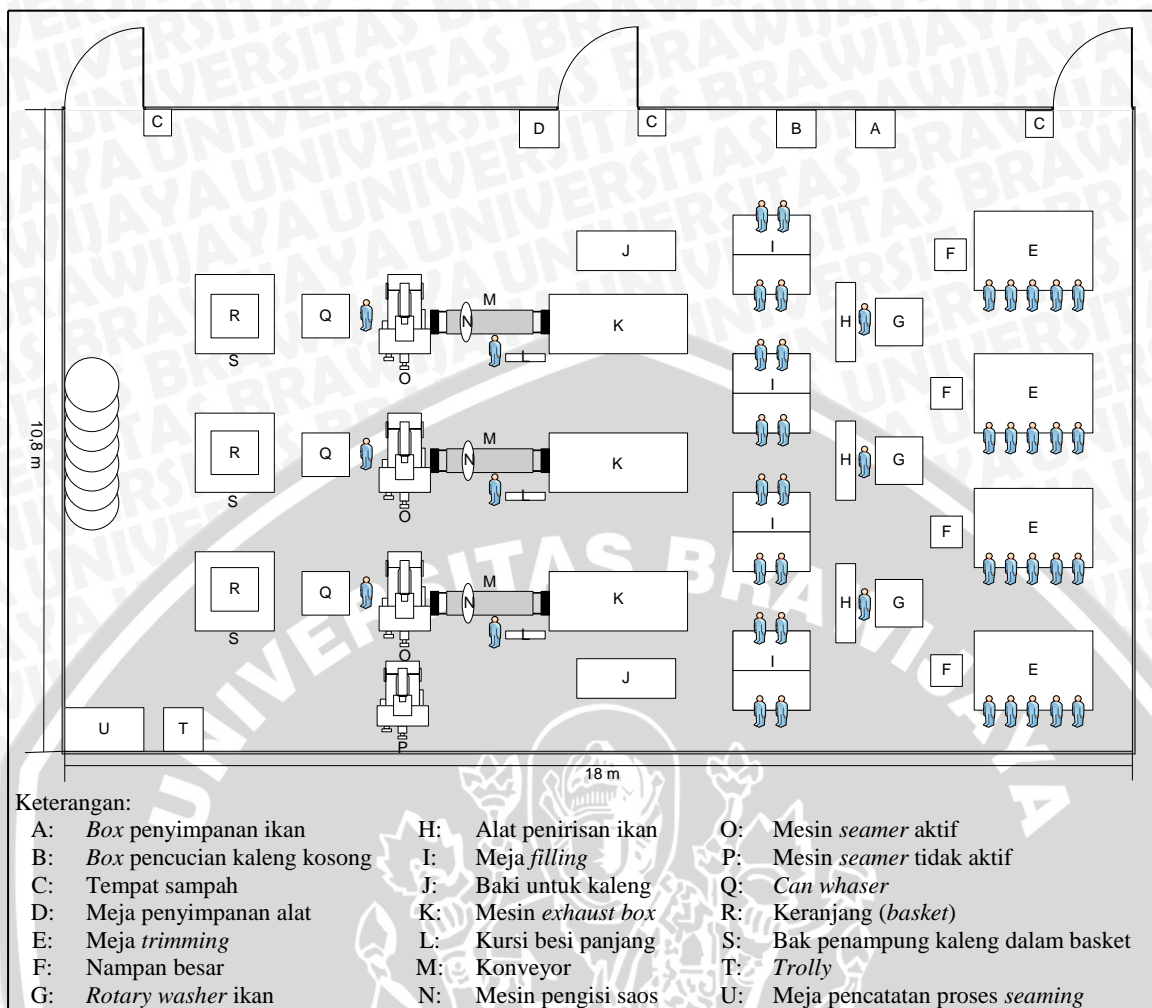 C D C B A C
J I F E
R Q M N K H G
S O L
I F E
R Q M N K H G
S O L
10,8 m
I F E
R Q M N K H G
S O L
J I F E
U T P
18 m
Keterangan:
A: Box penyimpanan ikan
B: Box pencucian kaleng kosong
C: Tempat sampah
D: Meja penyimpanan alat
E: Meja trimming
F: Nampan besar
G: Rotary washer ikan
H: Alat penirisan ikan
I: Meja filling
J: Baki untuk kaleng
K: Mesin exhaust box
L: Kursi besi panjang
M: Konveyor
N: Mesin pengisi saos
O: Mesin seamer aktif
P: Mesin seamer tidak aktif
Q: Can whaser
R: Keranjang (basket)
S: Bak penampung kaleng dalam basket
T: Trolly
U: Meja pencatatan proses seaming
UNIVERSITAS BRAWIJAYA